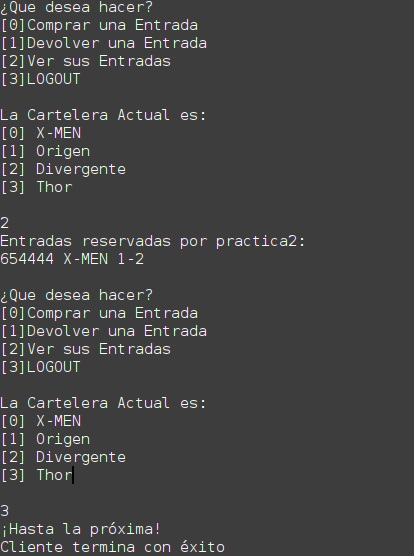 ¿Que desea hacer?
[0]Comprar una Entrada
[1]Devolver una Entrada
[2]Ver sus Entradas
[3]LOGOUT
La Cartelera Actual es:
[0] X-MEN
[1] Origen
[2] Divergente
[3] Thor
2
Entradas reservadas por practica2:
654444 X-MEN 1-2
¿Que desea hacer?
[0]Comprar una Entrada
[1]Devolver una Entrada
[2]Ver sus Entradas
[3]LOGOUT
La Cartelera Actual es:
[0] X-MEN
[1] Origen
[2] Divergente
[3] Thor
3
¡Hasta la próxima!
Cliente termina con éxito